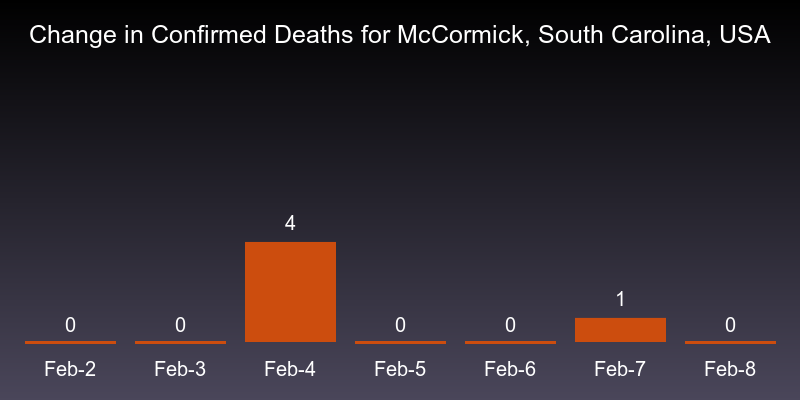 Change in Confirmed Deaths for McCormick, South Carolina, USA
4
1
0 0 0 0 0
Feb-2 Feb-3 Feb-4 Feb-5 Feb-6 Feb-7 Feb-8